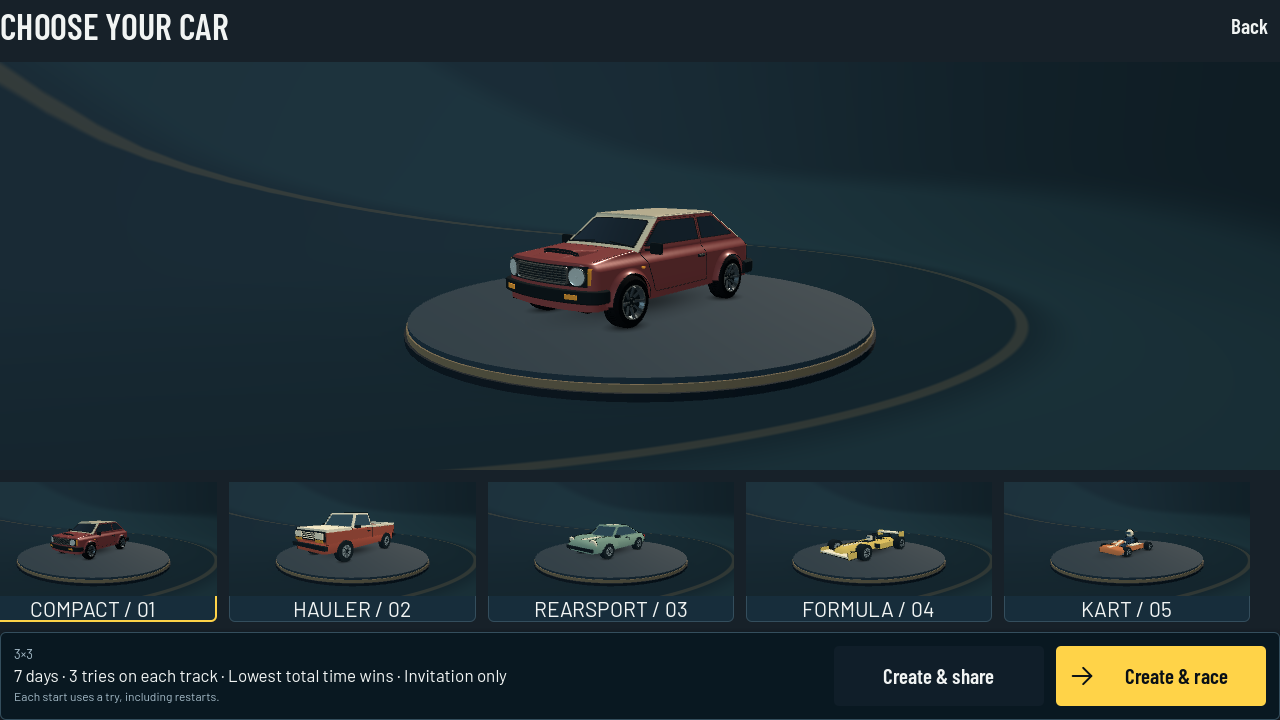 CHOOSE YOUR CAR
Back
COMPACT / 01
HAULER / 02
REARSPORT / 03
FORMULA / 04
KART / 05
3×3
7 days · 3 tries on each track · Lowest total time wins · Invitation only
Each start uses a try, including restarts.
Create & share
Create & race